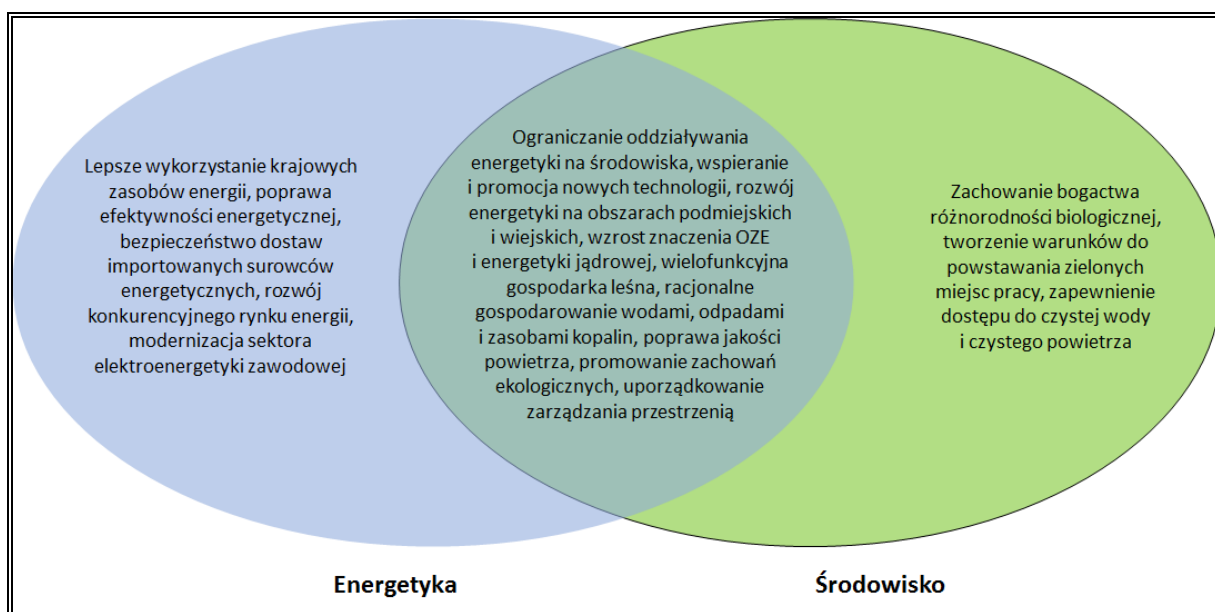 Lepsze wykorzystanie krajowych
zasobów energii, poprawa
efektywności energetycznej,
bezpieczeństwo dostaw
importowanych surowców
energetycznych, rozwój
konkurencyjnego rynku energii,
modernizacja sektora
elektroenergetyki zawodowej
Ograniczanie oddziaływania
energetyki na środowiska, wspieranie
i promocja nowych technologii, rozwój
energetyki na obszarach podmiejskich
i wiejskich, wzrost znaczenia OZE
i energetyki jądrowej, wielofunkcyjna
gospodarka leśna, racjonalne
gospodarowanie wodami, odpadami
i zasobami kopalin, poprawa jakości
powietrza, promowanie zachowań
ekologicznych, uporządkowanie
zarządzania przestrzenią
Zachowanie bogactwa
różnorodności biologicznej,
tworzenie warunków do
powstawania zielonych
miejsc pracy, zapewnienie
dostępu do czystej wody
i czystego powietrza
Energetyka
Środowisko